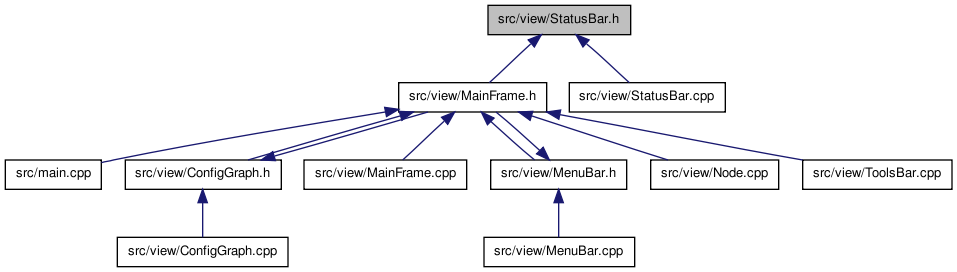 src/view/StatusBar.h
src/view/MainFrame.h
src/view/StatusBar.cpp
src/main.cpp
src/view/ConfigGraph.h
src/view/MainFrame.cpp
src/view/MenuBar.h
src/view/Node.cpp
src/view/ToolsBar.cpp
src/view/ConfigGraph.cpp
src/view/MenuBar.cpp